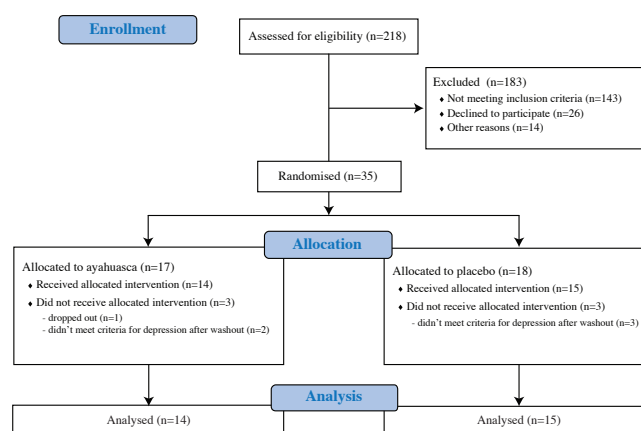 Enrollment
Assessed for eligibility (n=218)
Excluded (n=183)
♦ Not meeting inclusion criteria (n=143)
♦ Declined to participate (n=26)
♦ Other reasons (n=14)
Randomised (n=35)
Allocation
Allocated to ayahuasca (n=17)
♦ Received allocated intervention (n=14)
♦ Did not receive allocated intervention (n=3)
- dropped out (n=1)
- didn't meet criteria for depression after washout (n=2)
Allocated to placebo (n=18)
♦ Received allocated intervention (n=15)
♦ Did not receive allocated intervention (n=3)
- didn't meet criteria for depression after washout (n=3)
Analysis
Analysed (n=14)
Analysed (n=15)